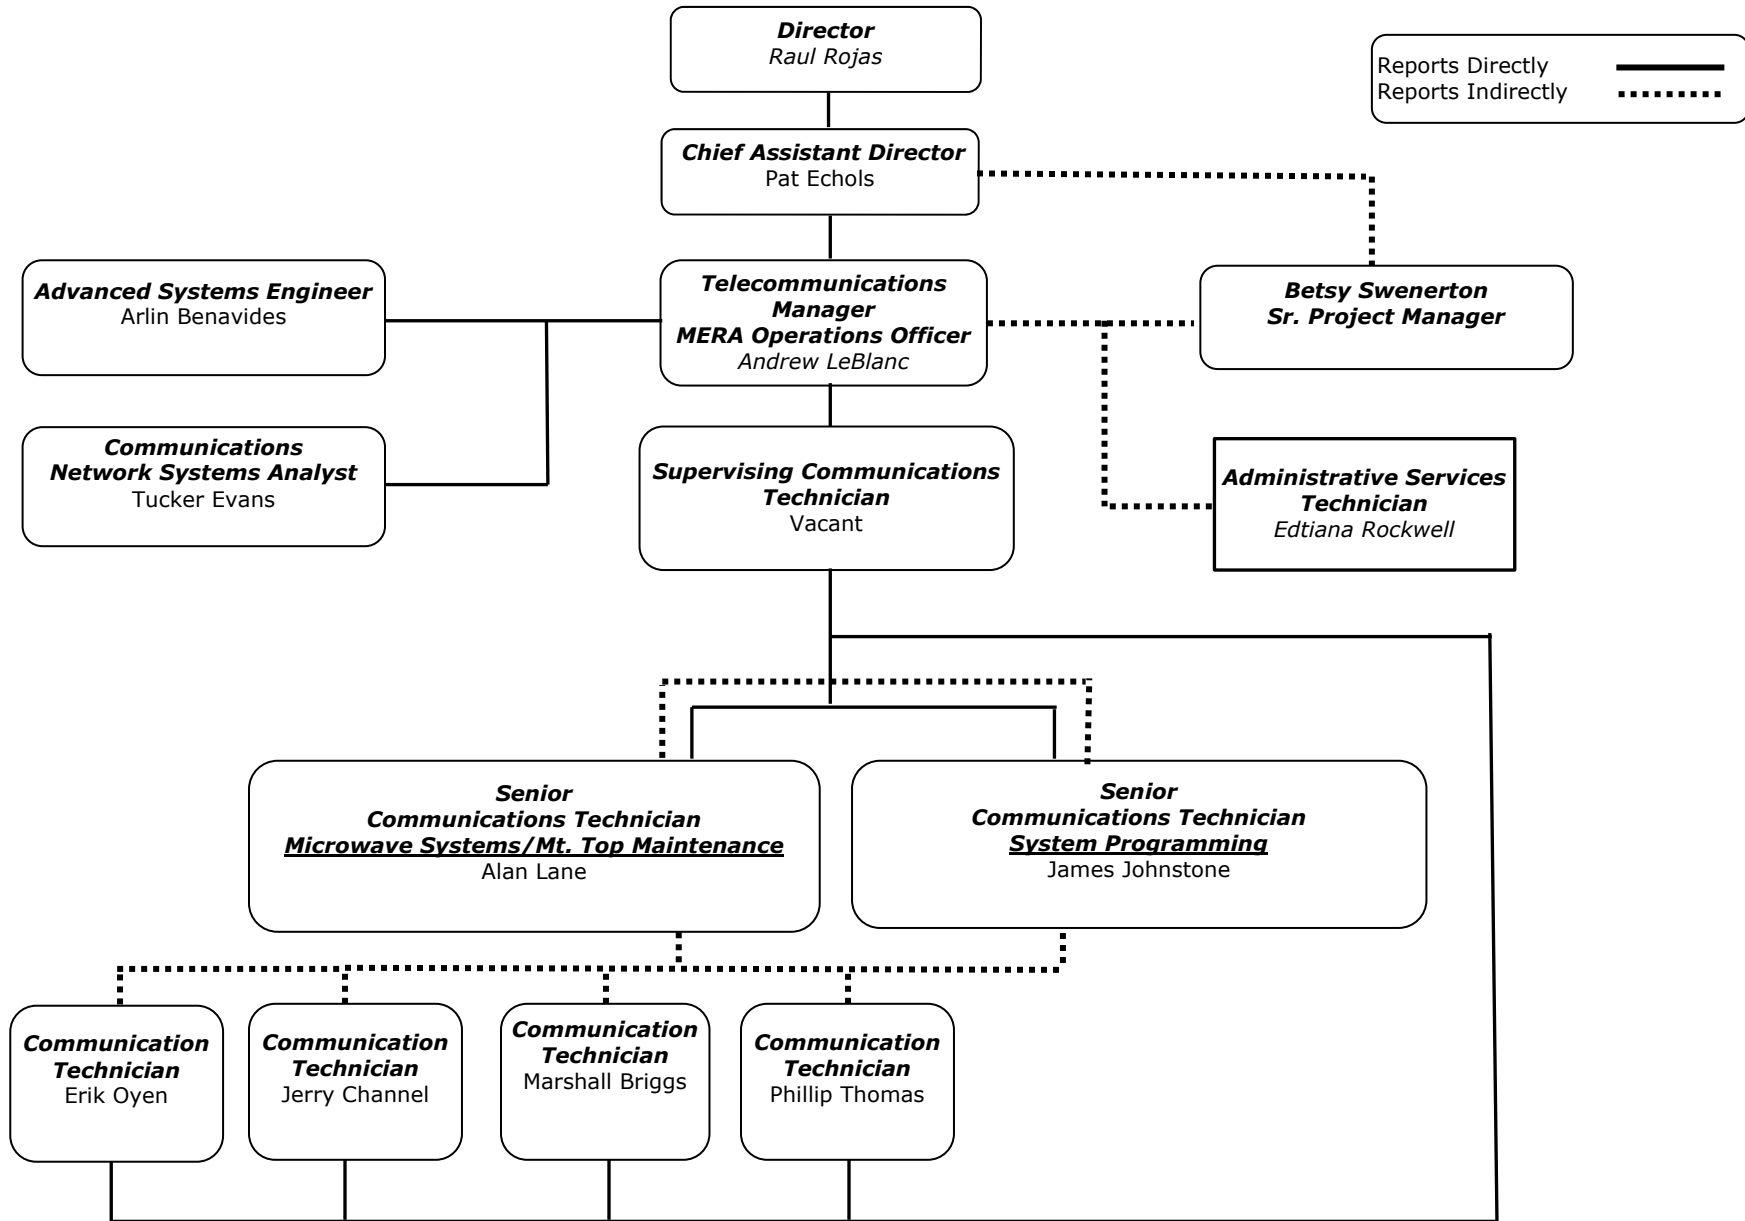 Director
Raul Rojas
Reports Directly
Reports Indirectly
Chief Assistant Director
Pat Echols
Advanced Systems Engineer
Arlin Benavides
Telecommunications
Manager
MERA Operations Officer
Andrew LeBlanc
Betsy Swenerton
Sr. Project Manager
Communications
Network Systems Analyst
Tucker Evans
Supervising Communications
Technician
Vacant
Administrative Services
Technician
Edtiana Rockwell
Senior
Communications Technician
Microwave Systems/Mt. Top Maintenance
Alan Lane
Senior
Communications Technician
System Programming
James Johnstone
Communication
Technician
Erik Oyen
Communication
Technician
Jerry Channel
Communication
Technician
Marshall Briggs
Communication
Technician
Phillip Thomas